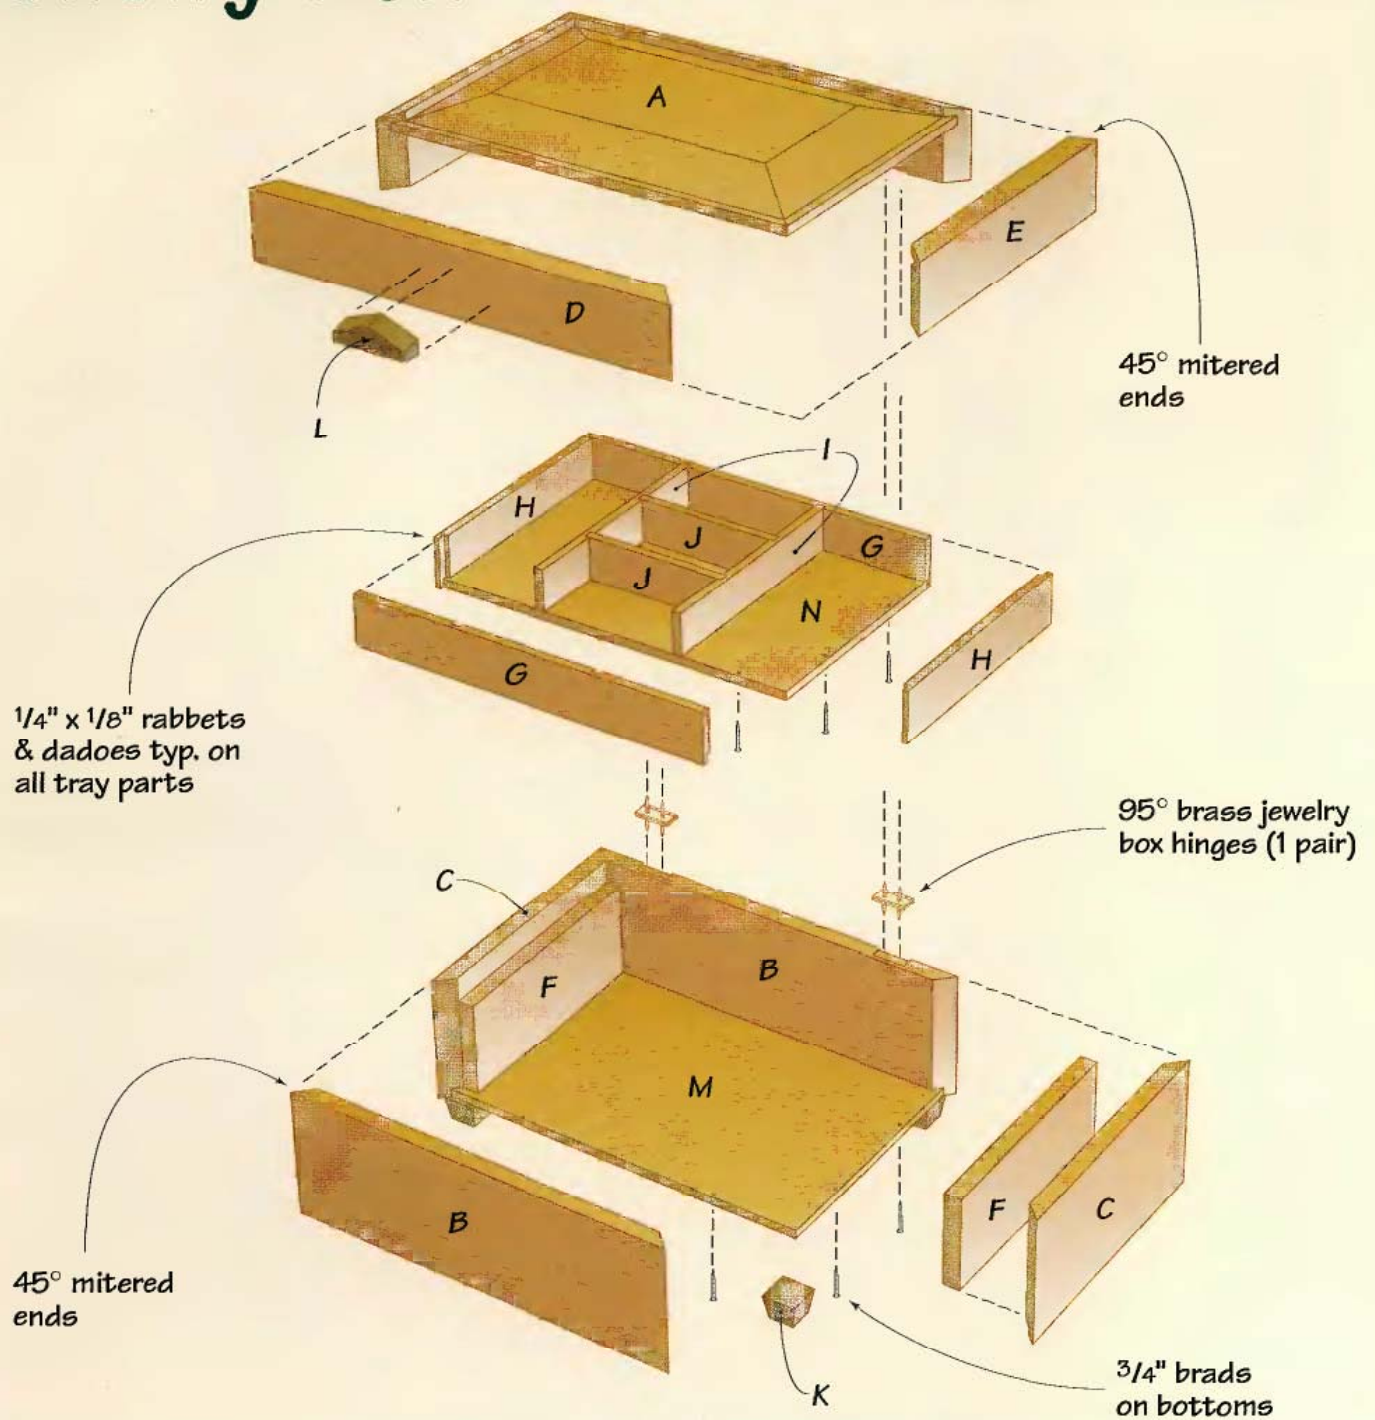 A
E
D
45° mitered
ends
L
I
H
J
G
J
N
G
H
1/4" x 1/8" rabbets
& dadoes typ. on
all tray parts
95° brass jewelry
box hinges (1 pair)
C
B
F
M
F
C
B
45° mitered
ends
K
3/4" brads
on bottoms